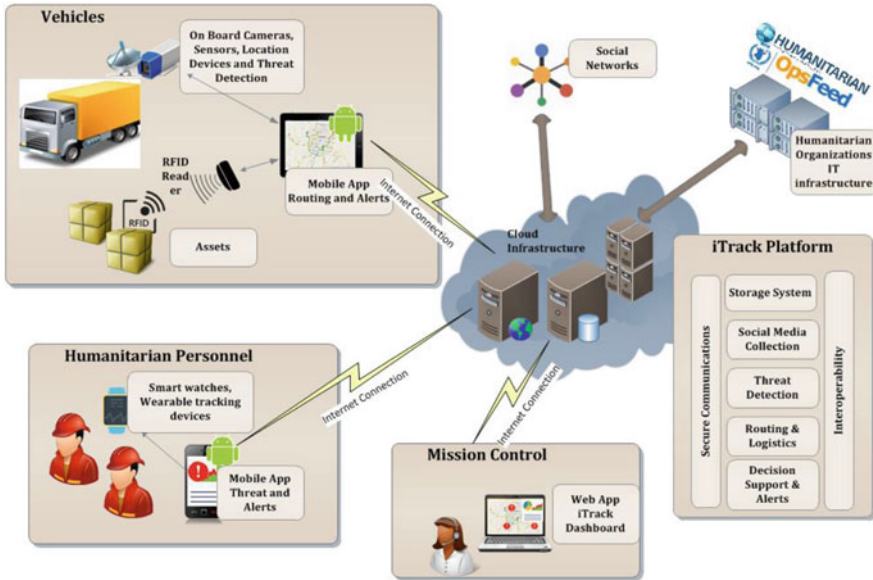 Vehicles
On Board Cameras,
Sensors, Location
Devices and Threat
Detection
RFID
Read
er
RFID
Assets
Mobile App
Routing and Alerts
Internet Connection
Social
Networks
HUMANITARIAN
OpsFeed
Humanitarian
Organizations
IT
infrastructure
Cloud
Infrastructure
iTrack Platform
Secure Communications
Storage System
Social Media
Collection
Threat
Detection
Routing &
Logistics
Decision
Support &
Alerts
Interoperability
Humanitarian Personnel
Smart watches,
Wearable tracking
devices
Mobile App
Threat and
Alerts
Internet Connection
Internet Connection
Mission Control
Web App
iTrack
Dashboard